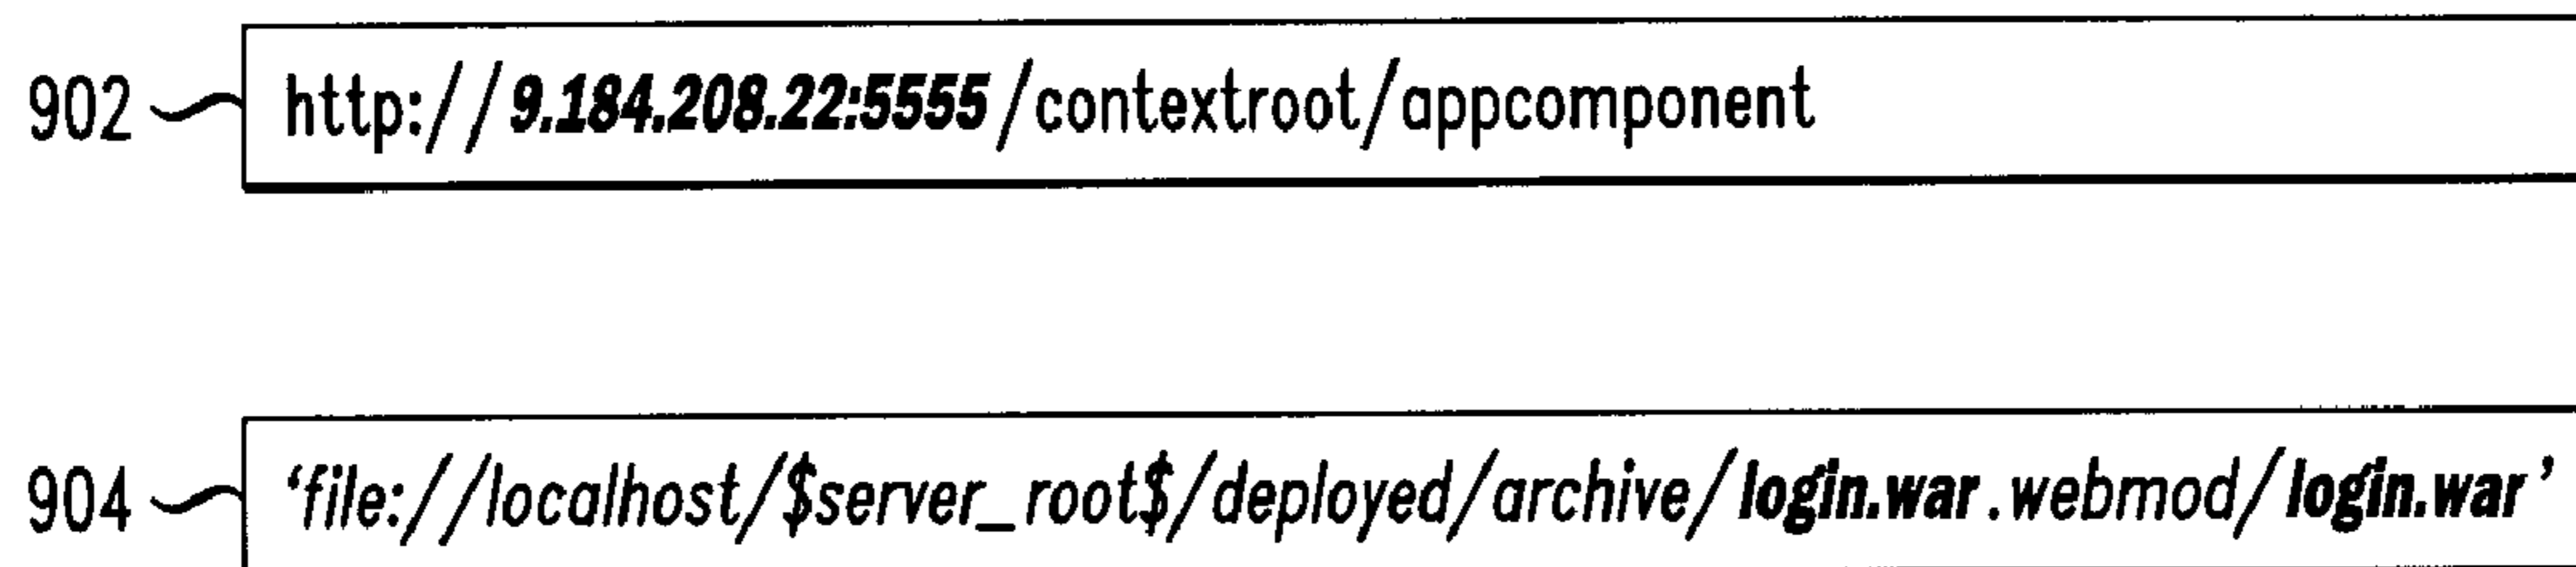 902 http://9.184.208.22:5555/contextroot/appcomponent
904 ‘file://localhost/$server_root$/deployed/archive/login.war.webmod/login.war’